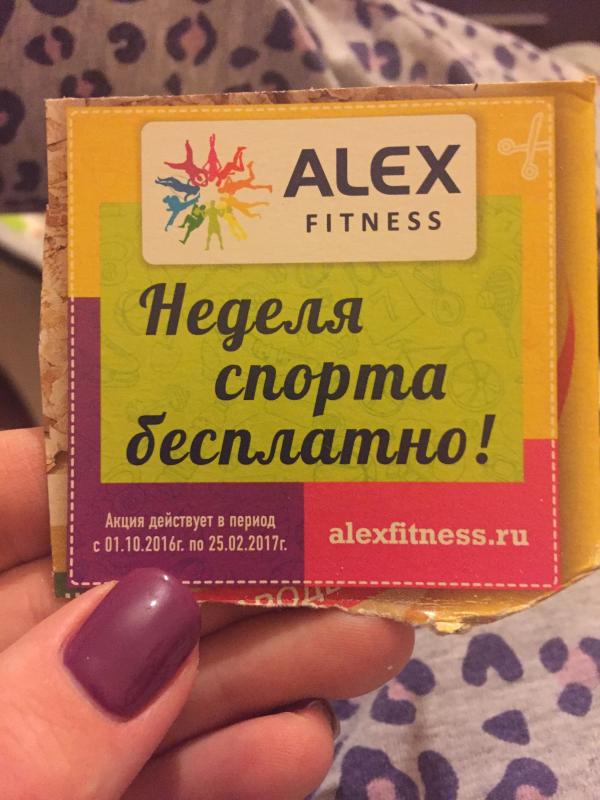 ALEX
FITNESS
Неделя
спорта
бесплатно!
Акция действует в период
с 01.10.2016г. по 25.02.2017г.
alexfitness.ru